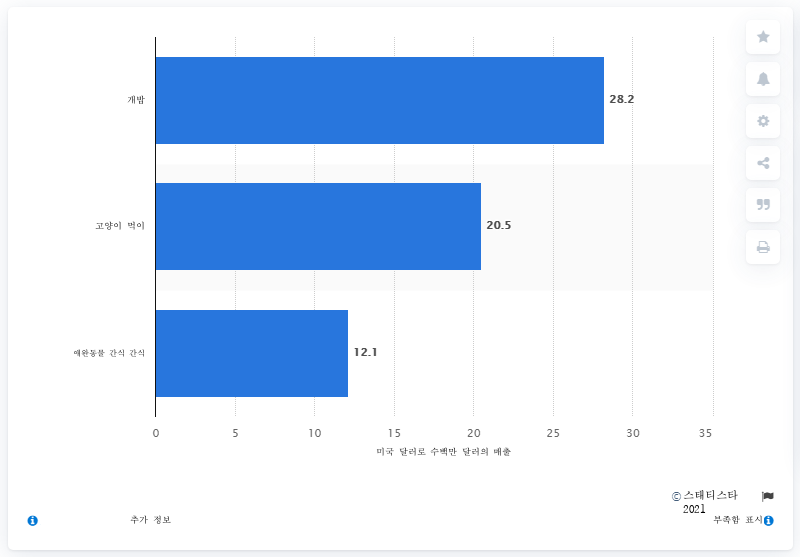 개밥
28.2
고양이 먹이
20.5
애완동물 간식 간식
12.1
0 5 10 15 20 25 30 35
미국 달러로 수백만 달러의 매출
© 스태티스타
2021
추가 정보
부족함 표시